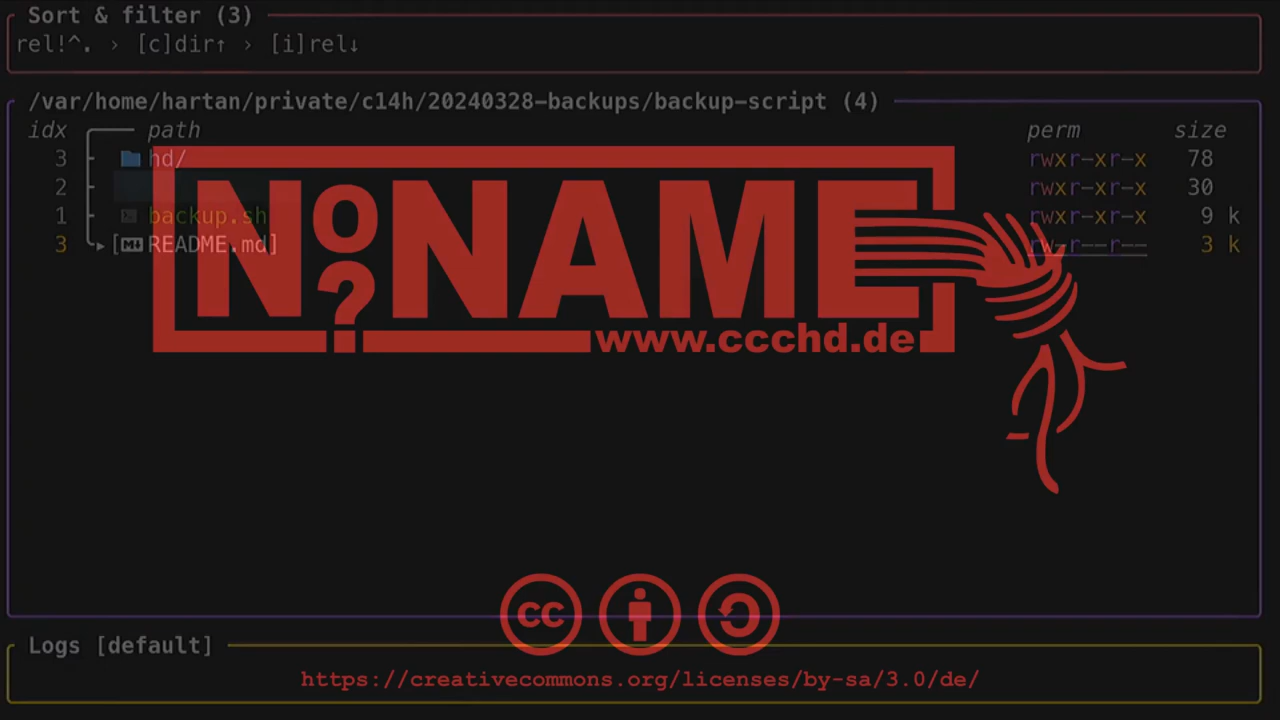 Sort & filter (3)
rel!^. › [c]dir↑ › [i]rel↓
/var/home/hartan/private/c14h/20240328-backups/backup-script (4)
idx path perm size
3 hd/ rwxr-xr-x 78
2 rwxr-xr-x 30
1 backup.sh rwxr-xr-x 9 k
3 [README.md] rw-r--r-- 3 k
No?NAME
www.ccchd.de
cc
Logs [default]
https://creativecommons.org/licenses/by-sa/3.0/de/